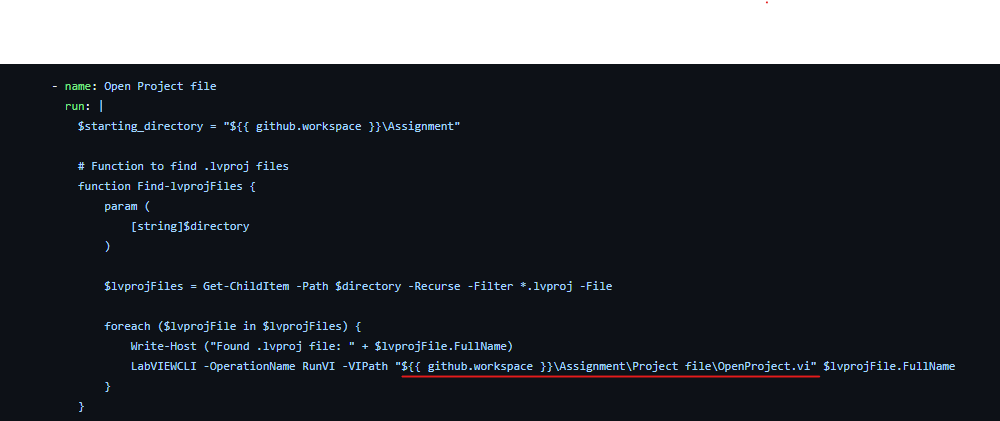 - name: Open Project file
run: |
$starting_directory = "${{ github.workspace }}\Assignment"
# Function to find .lvproj files
function Find-lvprojFiles {
param (
[string]$directory
)
$lvprojFiles = Get-ChildItem -Path $directory -Recurse -Filter *.lvproj -File
foreach ($lvprojFile in $lvprojFiles) {
Write-Host ("Found .lvproj file: " + $lvprojFile.FullName)
LabVIEWCLI -OperationName RunVI -VIPath "${{ github.workspace }}\Assignment\Project file\OpenProject.vi" $lvprojFile.FullName
}
}